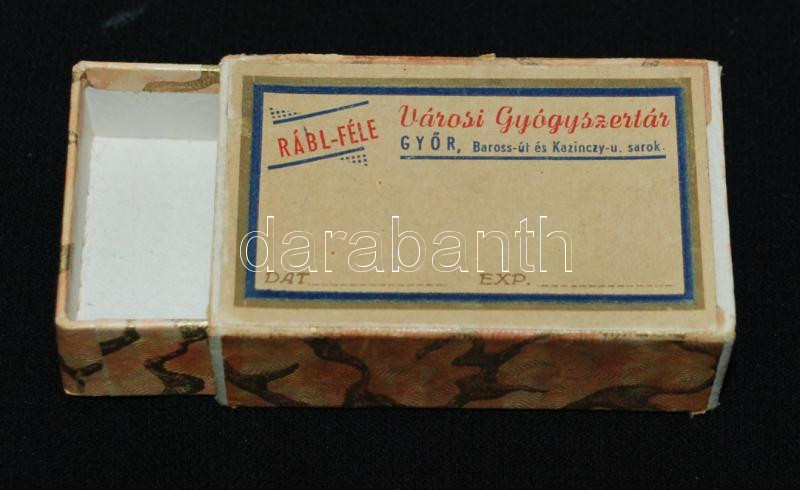 RÁBL-FÉLE
Városi Gyógyszertár
GYŐR, Baross-út és Kazinczy-u. sarok.
darabanth
DAT.
EXP.